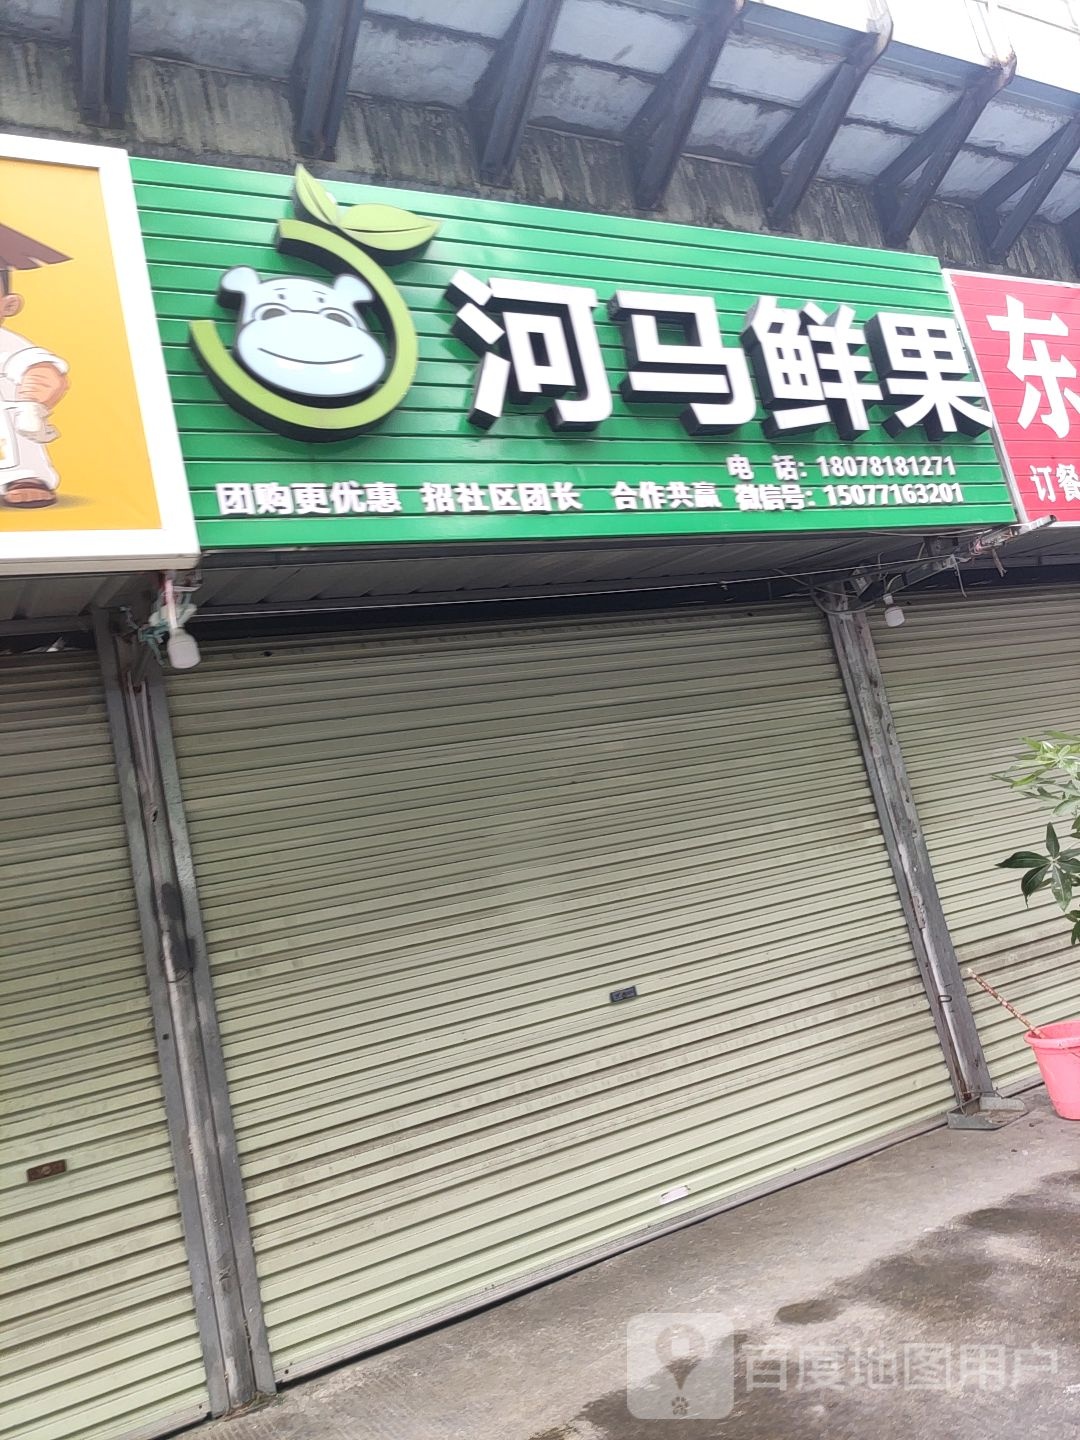 河马鲜果
电 话：18078181271
团购更优惠 招社区团长 合作共赢 微信号：15077163201
东
订餐
百度地图用户